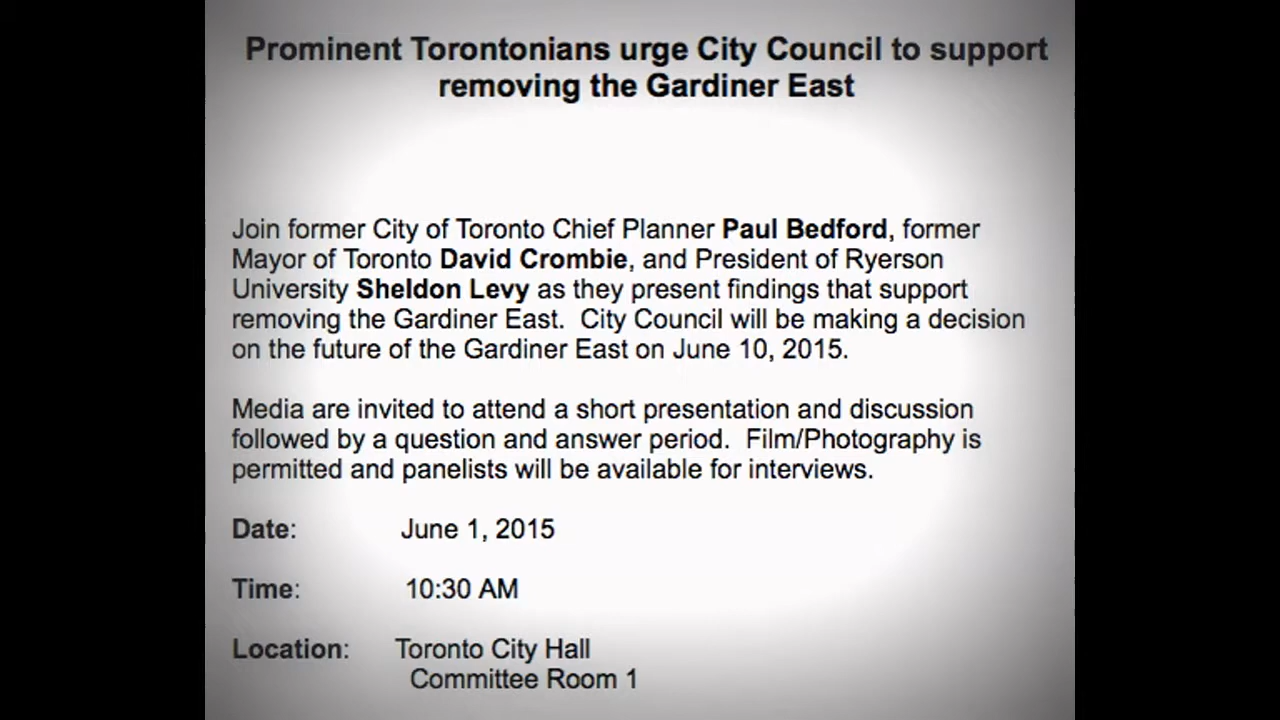 Prominent Torontonians urge City Council to support
removing the Gardiner East
Join former City of Toronto Chief Planner Paul Bedford, former
Mayor of Toronto David Crombie, and President of Ryerson
University Sheldon Levy as they present findings that support
removing the Gardiner East. City Council will be making a decision
on the future of the Gardiner East on June 10, 2015.
Media are invited to attend a short presentation and discussion
followed by a question and answer period. Film/Photography is
permitted and panelists will be available for interviews.
Date: June 1, 2015
Time: 10:30 AM
Location: Toronto City Hall
Committee Room 1